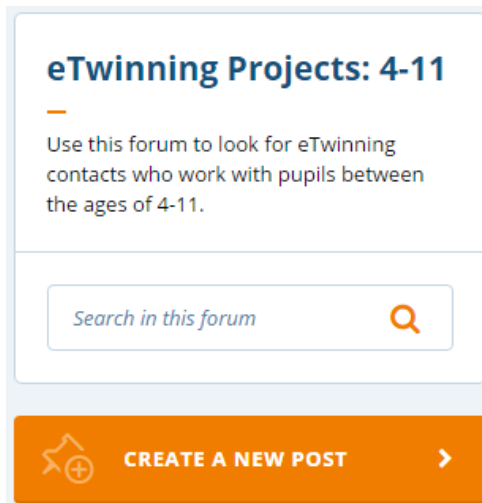 eTwinning Projects: 4-11
Use this forum to look for eTwinning
contacts who work with pupils between
the ages of 4-11.
Search in this forum
CREATE A NEW POST